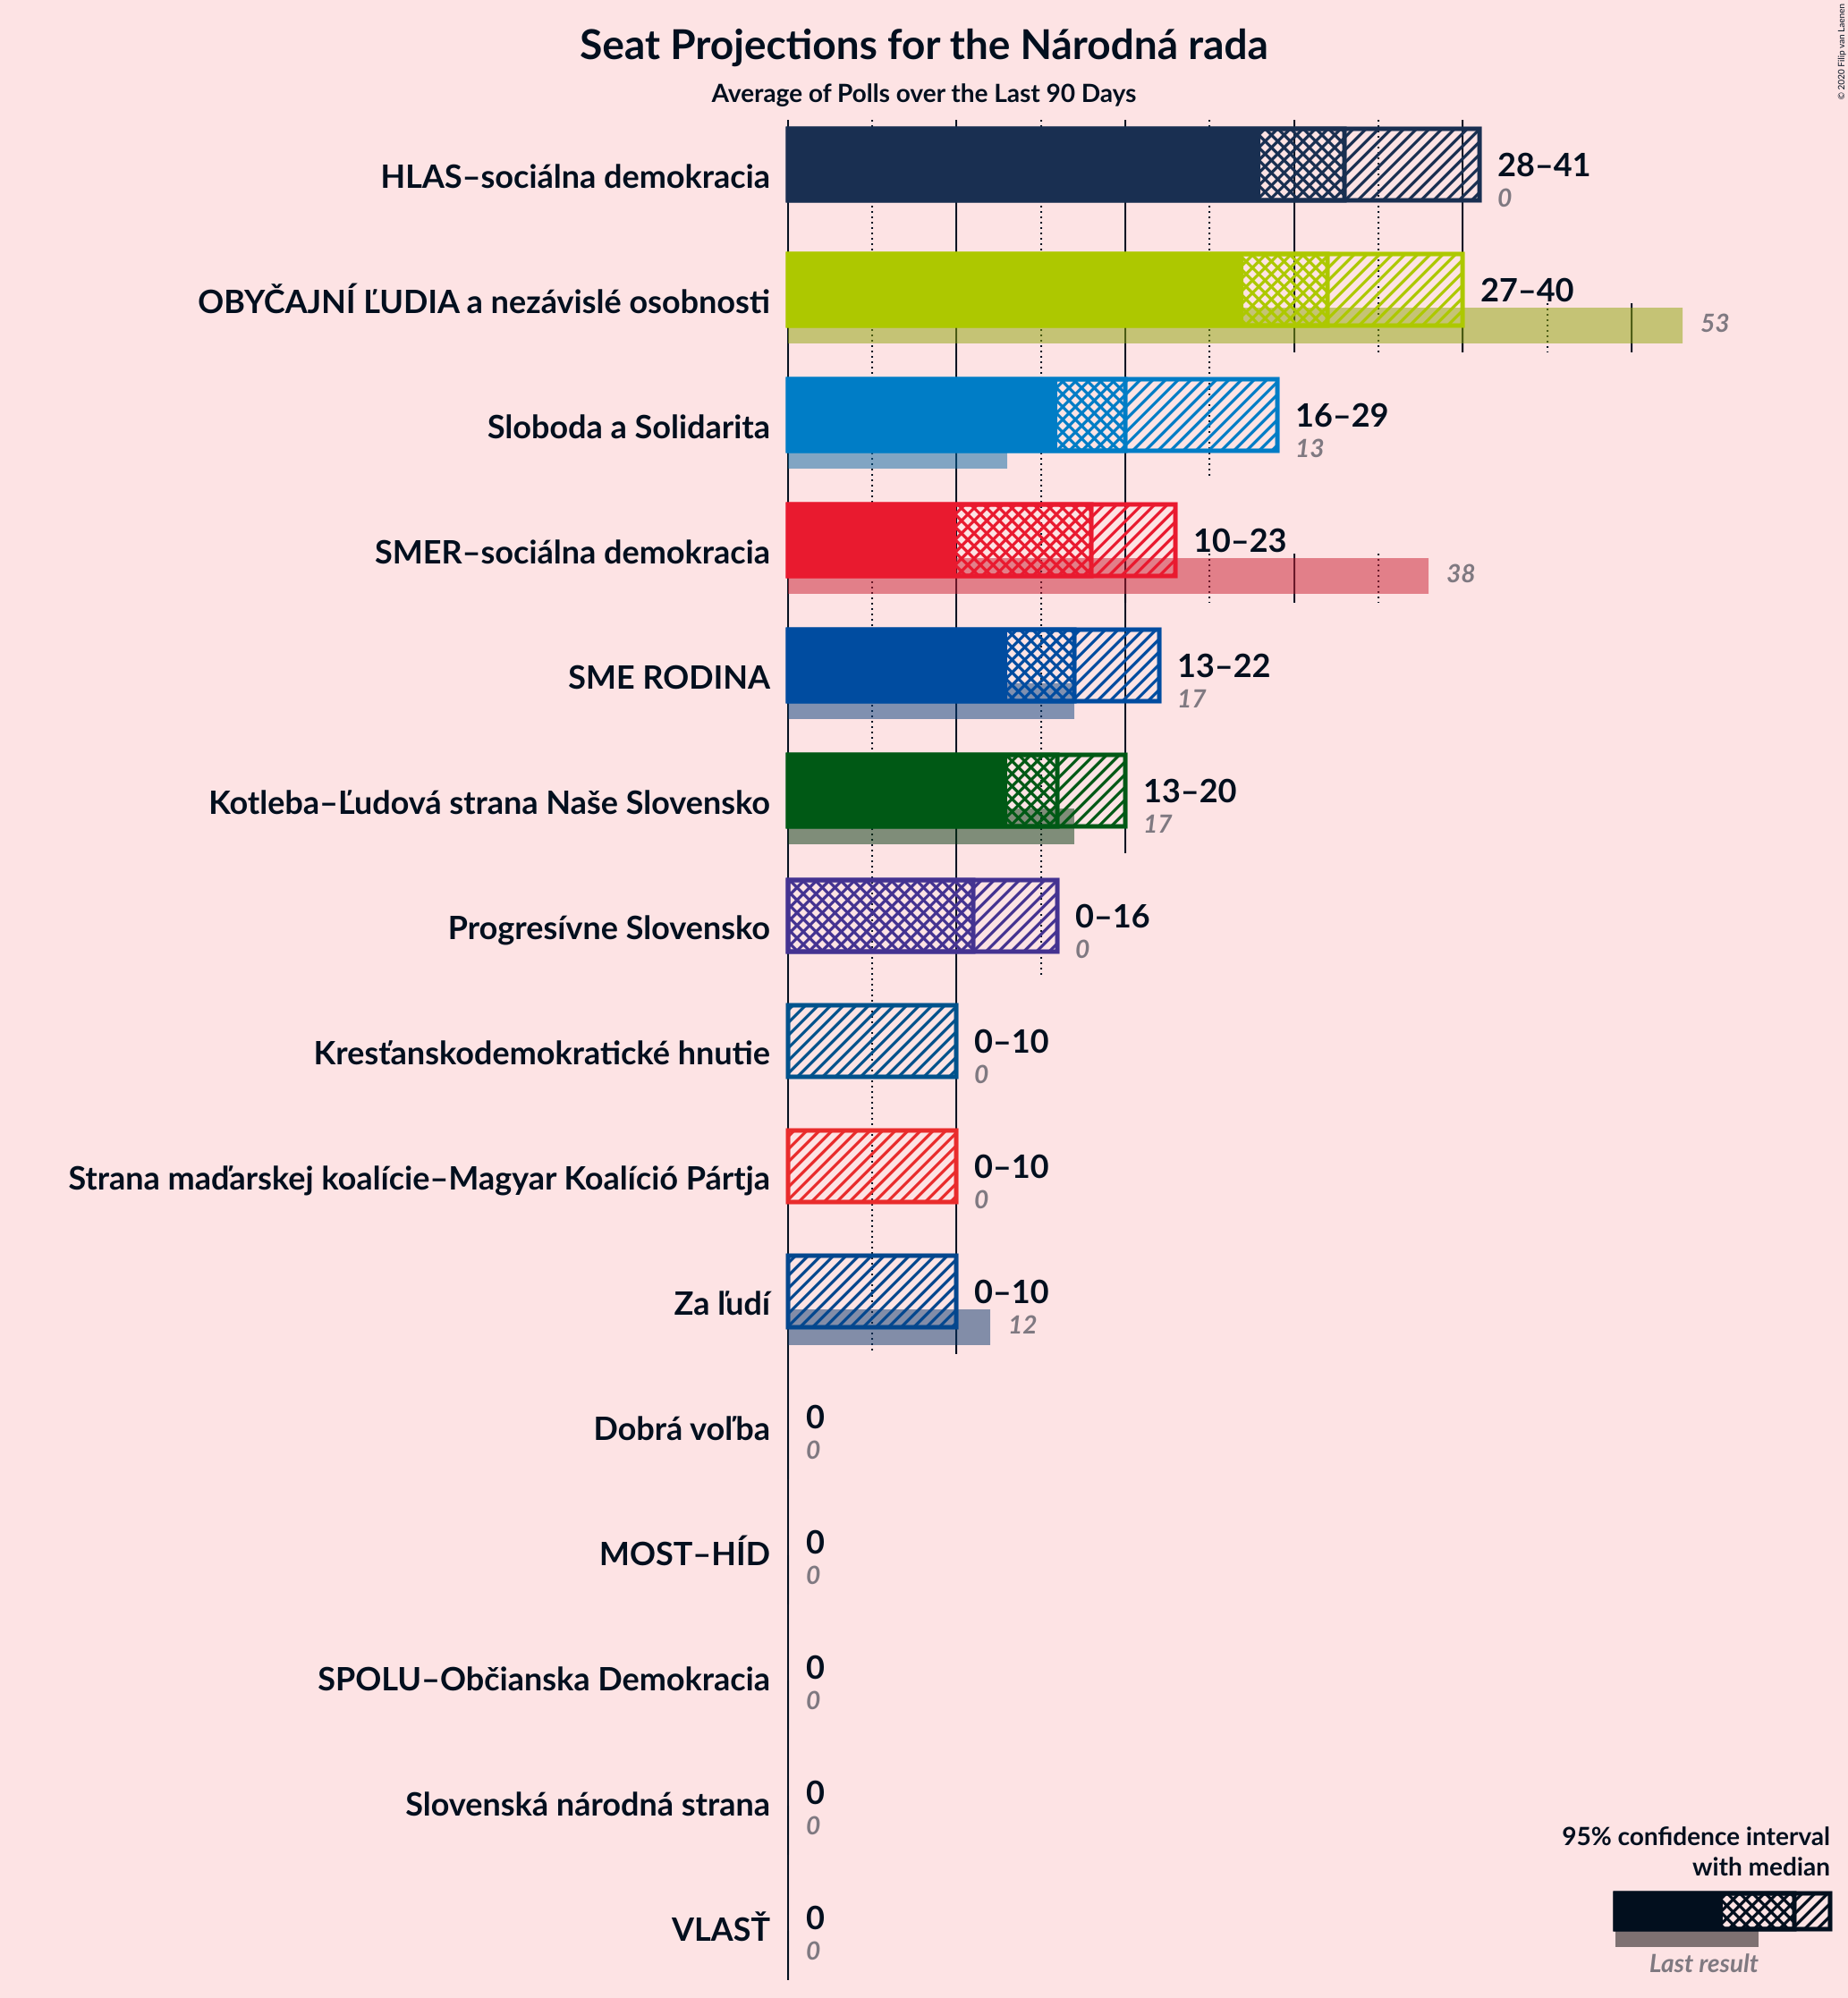 Seat Projections for the Národná rada
Average of Polls over the Last 90 Days
© 2020 Filip van Laenen
HLAS–sociálna demokracia
28–41
0
OBYČAJNÍ ĽUDIA a nezávislé osobnosti
27–40
53
Sloboda a Solidarita
16–29
13
SMER–sociálna demokracia
10–23
38
SME RODINA
13–22
17
Kotleba–Ľudová strana Naše Slovensko
13–20
17
Progresívne Slovensko
0–16
0
Kresťanskodemokratické hnutie
0–10
0
Strana maďarskej koalície–Magyar Koalíció Pártja
0–10
0
Za ľudí
0–10
12
Dobrá voľba
0
0
MOST–HÍD
0
0
SPOLU–Občianska Demokracia
0
0
Slovenská národná strana
0
0
VLASŤ
0
0
95% confidence interval
with median
Last result